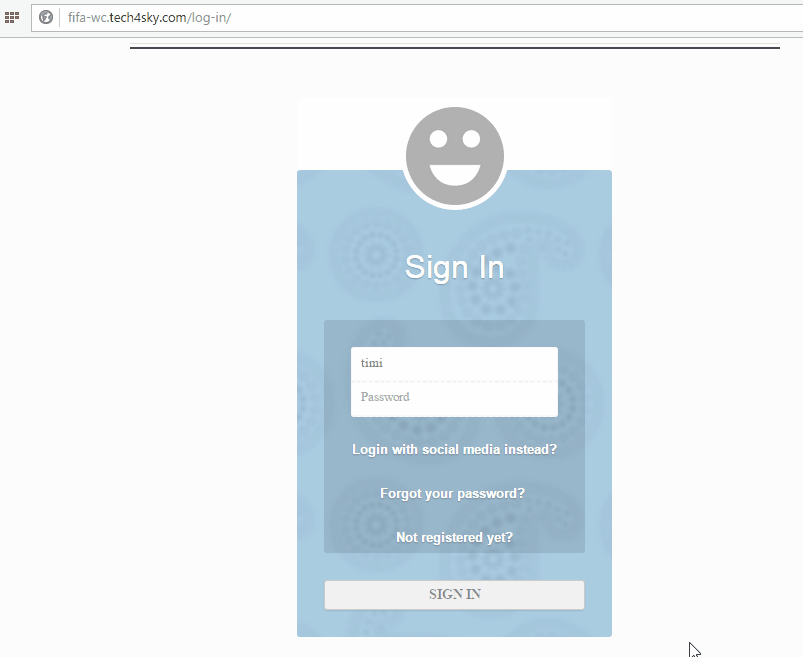 fifa-wc.tech4sky.com/log-in/
Sign In
timi
Password
Login with social media instead?
Forgot your password?
Not registered yet?
SIGN IN